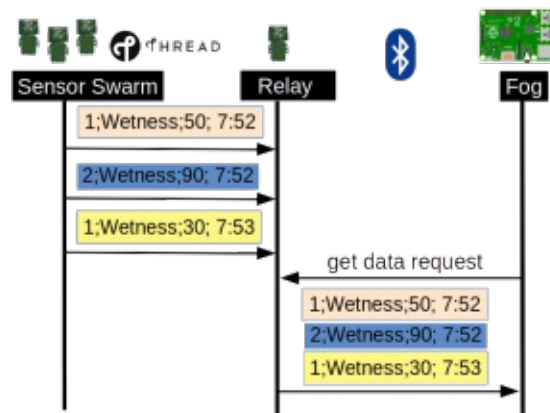 THREAD
Sensor Swarm
Relay
Fog
1;Wetness;50; 7:52
2;Wetness;90; 7:52
1;Wetness;30; 7:53
get data request
1;Wetness;50; 7:52
2;Wetness;90; 7:52
1;Wetness;30; 7:53